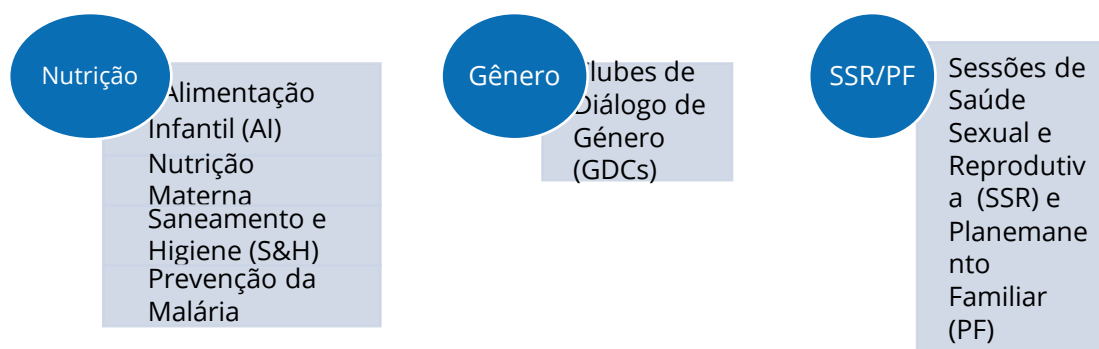 Nutrição
Alimentação
Infantil (AI)
Nutrição
Materna
Saneamento e
Higiene (S&H)
Prevenção da
Malária
Gênero
Clubes de
Diálogo de
Género
(GDCs)
SSR/PF
Sessões de
Saúde
Sexual e
Reprodutiv
a (SSR) e
Planemane
nto
Familiar
(PF)